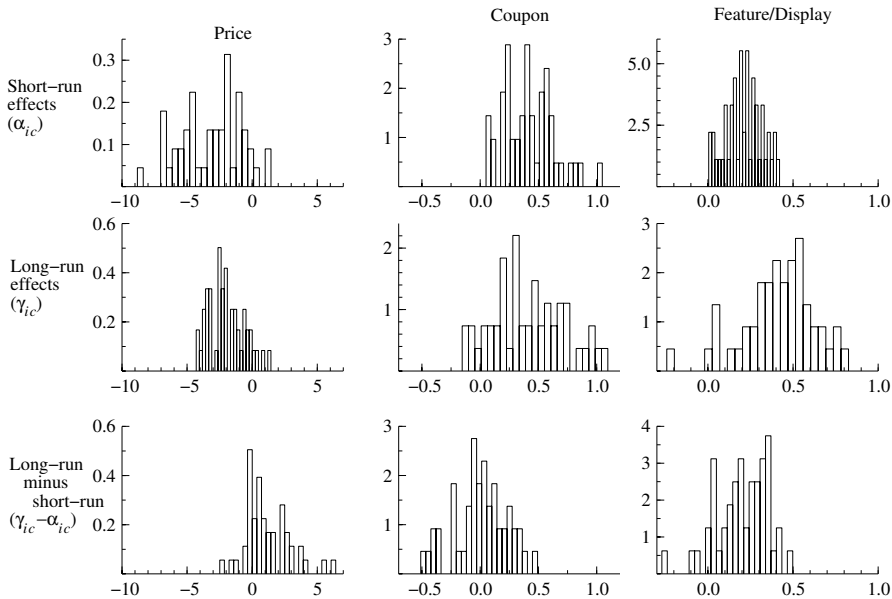 Price
Coupon
Feature/Display
Short−run
effects
(α_ic)
0.3
0.2
0.1
−10 −5 0 5
3
2
1
−0.5 0.0 0.5 1.0
5.0
2.5
0.0 0.5 1.0
Long−run
effects
(γ_ic)
0.6
0.4
0.2
−10 −5 0 5
2
1
−0.5 0.0 0.5 1.0
3
2
1
0.0 0.5 1.0
Long−run
minus
short−run
(γ_ic−α_ic)
0.6
0.4
0.2
−10 −5 0 5
3
2
1
−0.5 0.0 0.5 1.0
4
3
2
1
0.0 0.5 1.0